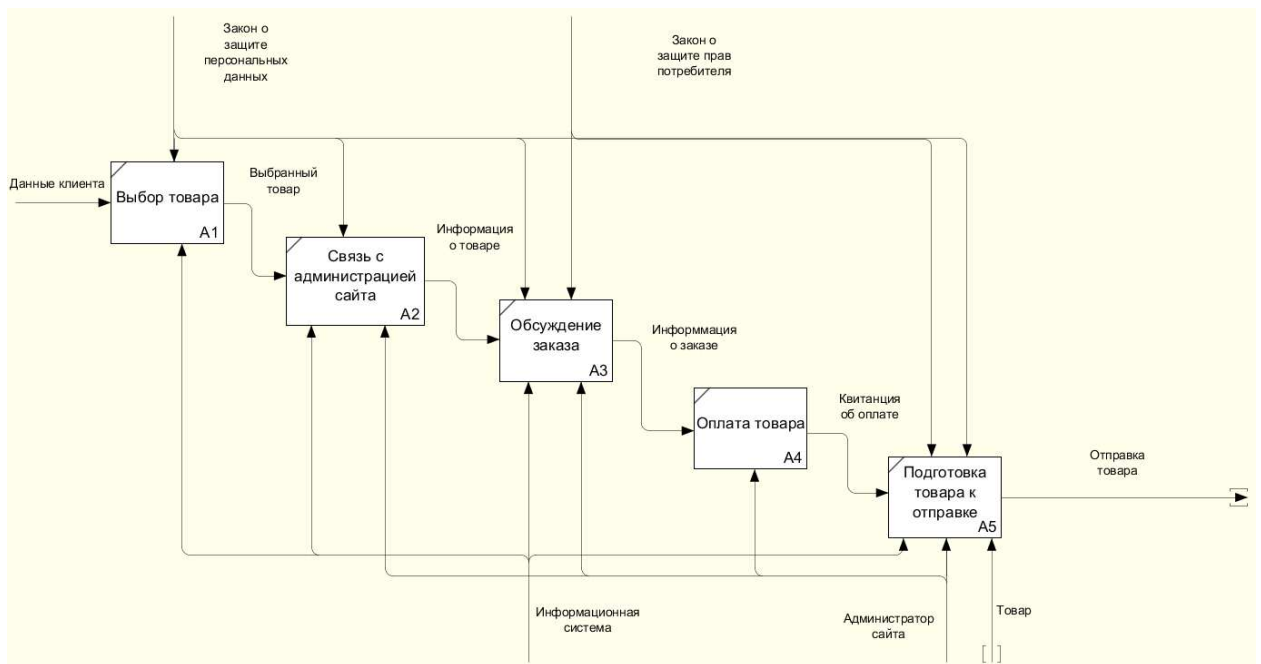 Закон о
защите
персональных
данных
Закон о
защите прав
потребителя
Данные клиента
Выбор товара
A1
Выбранный
товар
Связь с
администрацией
сайта
A2
Информация
о товаре
Обсуждение
заказа
A3
Информмация
о заказе
Оплата товара
A4
Квитанция
об оплате
Подготовка
товара к
отправке
A5
Отправка
товара
Информационная
система
Администратор
сайта
Товар